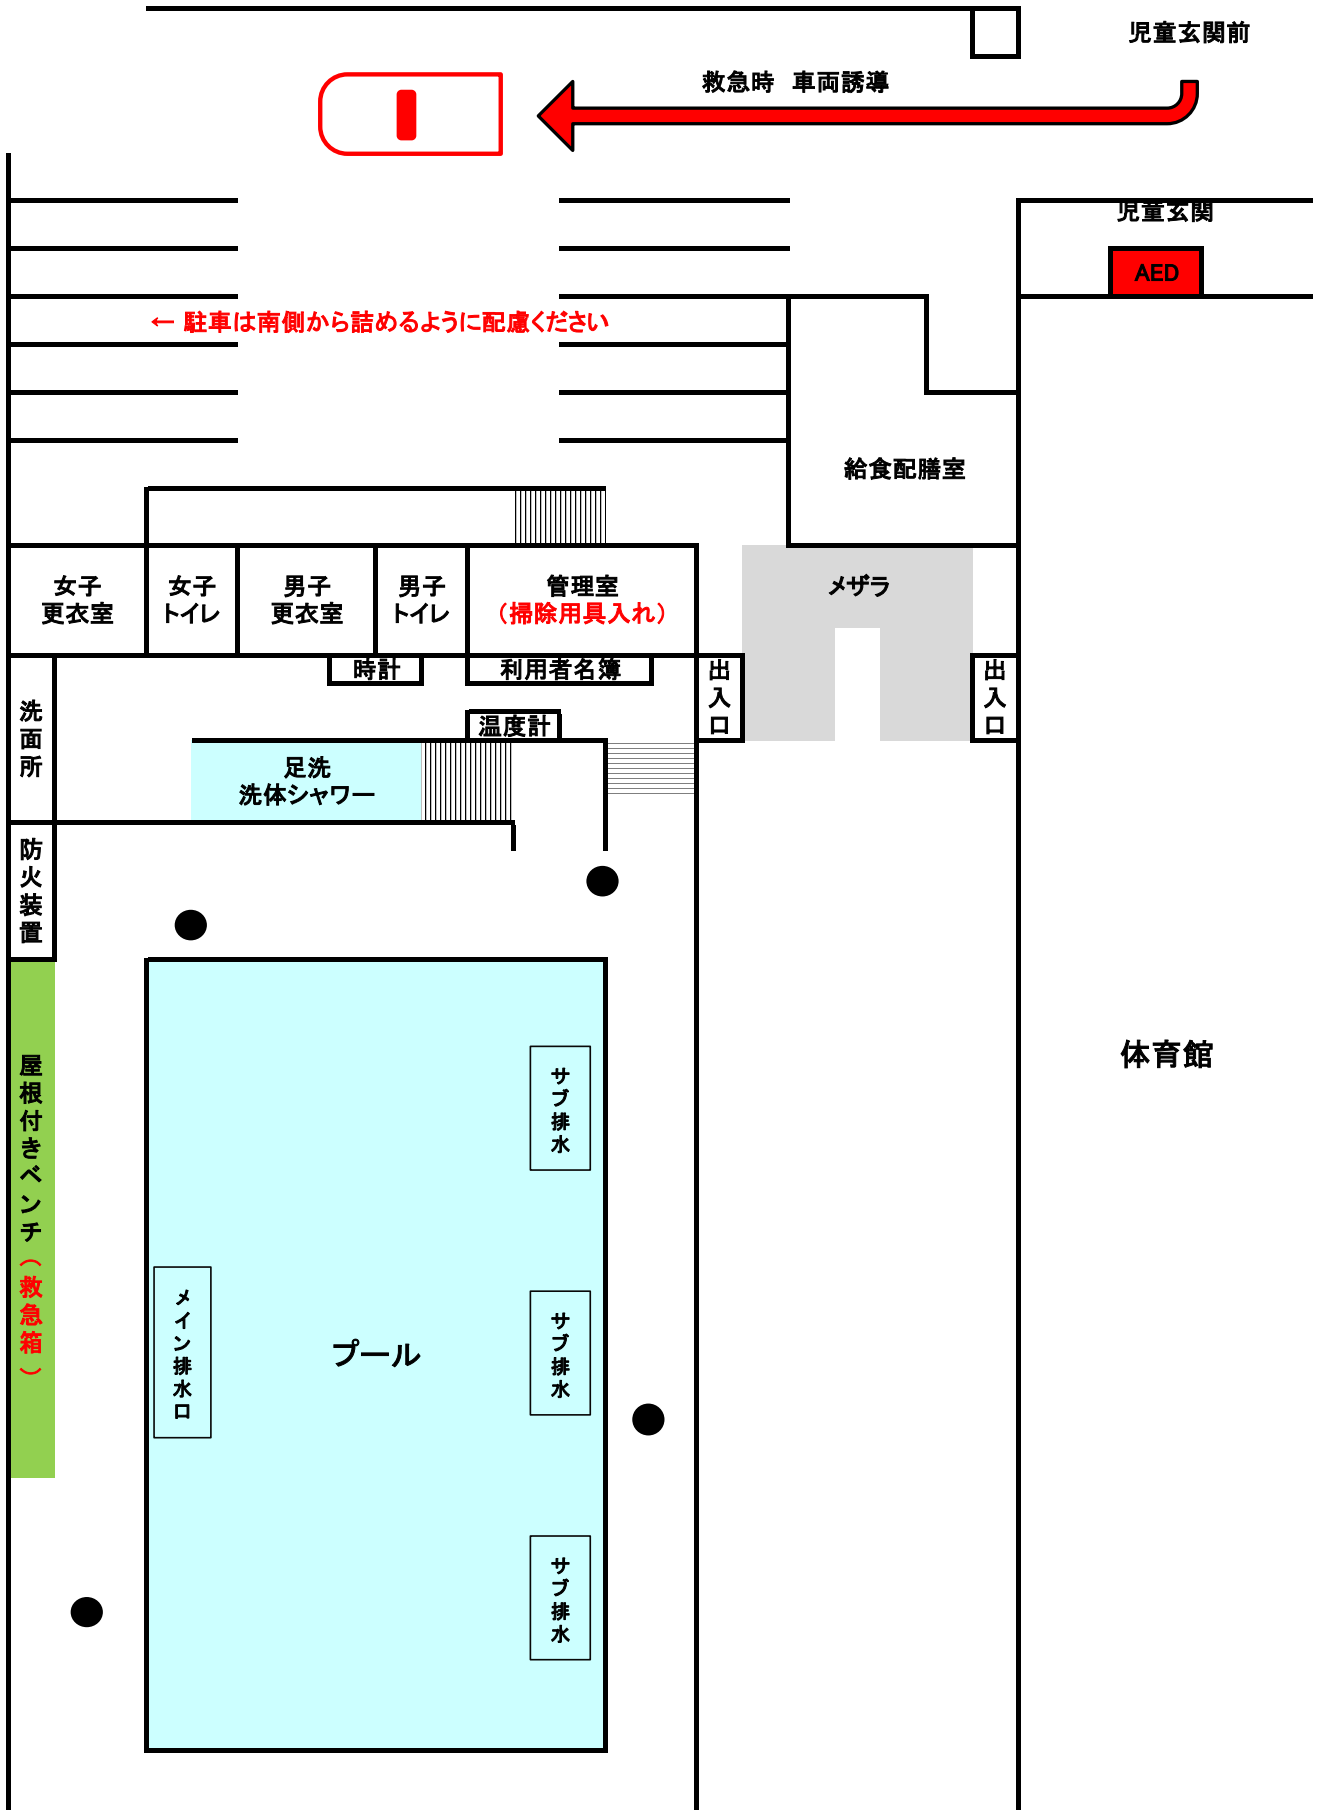 児童玄関前
救急時　車両誘導
児童玄関
AED
← 駐車は南側から詰めるように配慮ください
給食配膳室
女子
更衣室
女子
トイレ
男子
更衣室
男子
トイレ
管理室
（掃除用具入れ）
メザラ
時計
利用者名簿
出入口
出入口
洗面所
温度計
足洗
洗体シャワー
防火装置
屋根付きベンチ（救急箱）
サブ排水
体育館
メイン排水口
プール
サブ排水
サブ排水